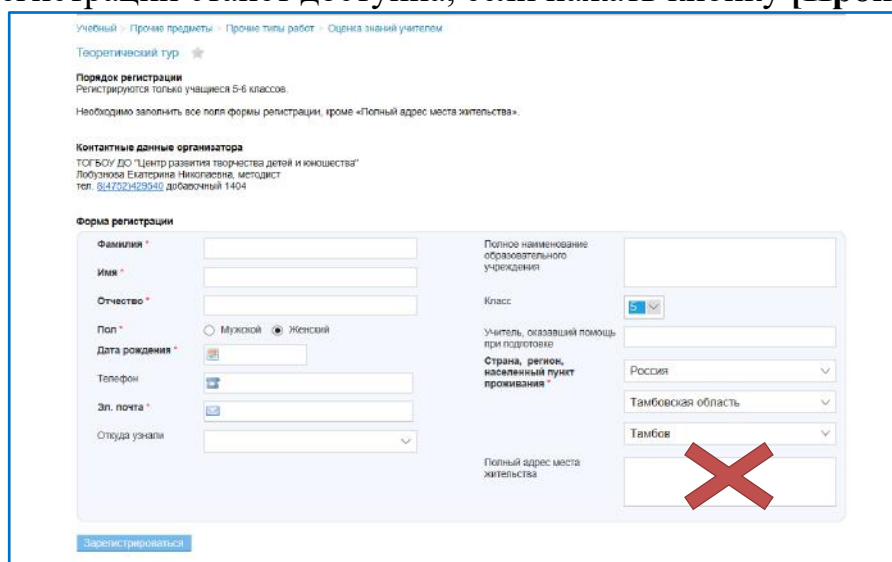 егистрации станет доступна, если нажать кнопку [Прой
Учебный > Прочие предметы > Прочие типы работ > Оценка знаний учителем
Теоретический тур
Порядок регистрации
Регистрируются только учащиеся 5-6 классов.
Необходимо заполнить все поля формы регистрации, кроме «Полный адрес места жительства».
Контактные данные организатора
ТОГБОУ ДО "Центр развития творчества детей и юношества"
Лобузнова Екатерина Николаевна, методист
тел. 8(4752)429540 добавочный 1404
Форма регистрации
Фамилия *
Имя *
Отчество *
Пол * Мужской Женский
Дата рождения *
Телефон
Эл. почта *
Откуда узнали
Полное наименование
образовательного
учреждения
Класс 5
Учитель, оказавший помощь
при подготовке
Страна, регион,
населенный пункт
проживания *
Россия
Тамбовская область
Тамбов
Полный адрес места
жительства
Зарегистрироваться